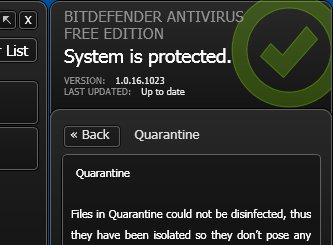 BITDEFENDER ANTIVIRUS
FREE EDITION
System is protected.
VERSION: 1.0.16.1023
LAST UPDATED: Up to date
x
List
« Back
Quarantine
Quarantine
Files in Quarantine could not be disinfected, thus
they have been isolated so they don't pose any